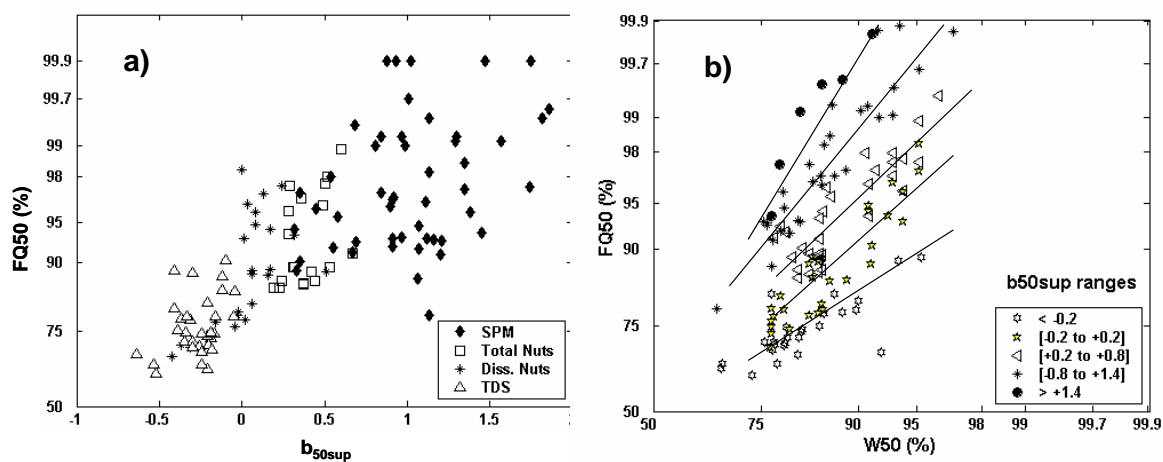 a)
FQ50 (%)
99.9
99.7
99
98
95
90
75
50
-1
-0.5
0
0.5
1
1.5
2
b50sup
SPM
Total Nuts
Diss. Nuts
TDS
b)
FQ50 (%)
99.9
99.7
99
98
95
90
75
50
50
75
90
95
98
99
99.7
99.9
W50 (%)
b50sup ranges
< -0.2
[-0.2 to +0.2]
[+0.2 to +0.8]
[-0.8 to +1.4]
> +1.4